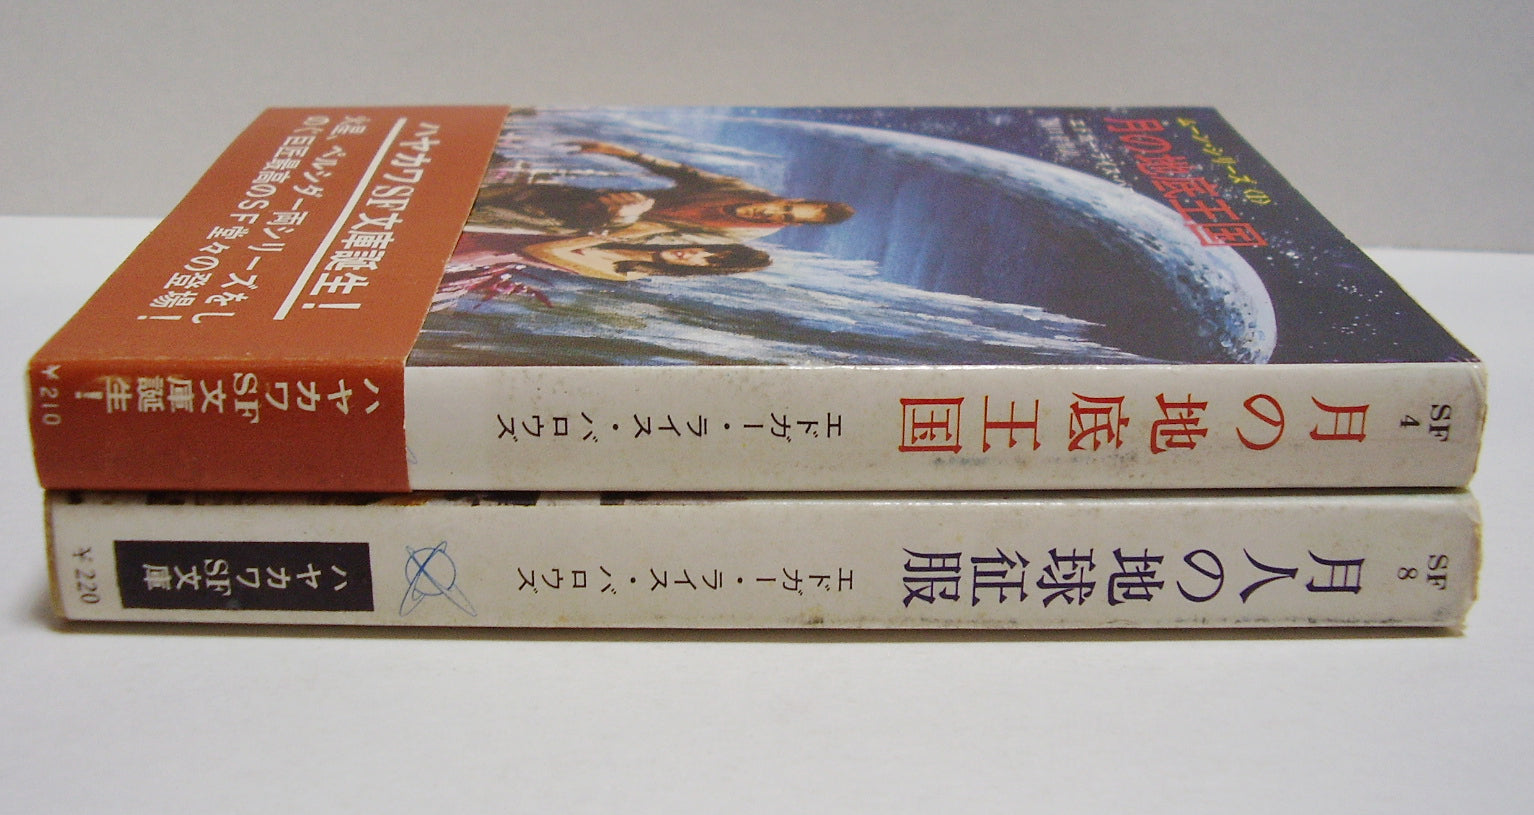 ムーン・シリーズ〈1〉
月の地底王国
ハヤカワSF文庫誕生!
火星 ペルシダー両シリーズをし
のぐ巨匠最高のSF堂々の登場!
SF
4
月の地底王国
エドガー・ライス・バロウズ
ハヤカワ
SF文庫
誕生!
¥210
SF
8
月人の地球征服
エドガー・ライス・バロウズ
ハヤカワ
SF文庫
¥220